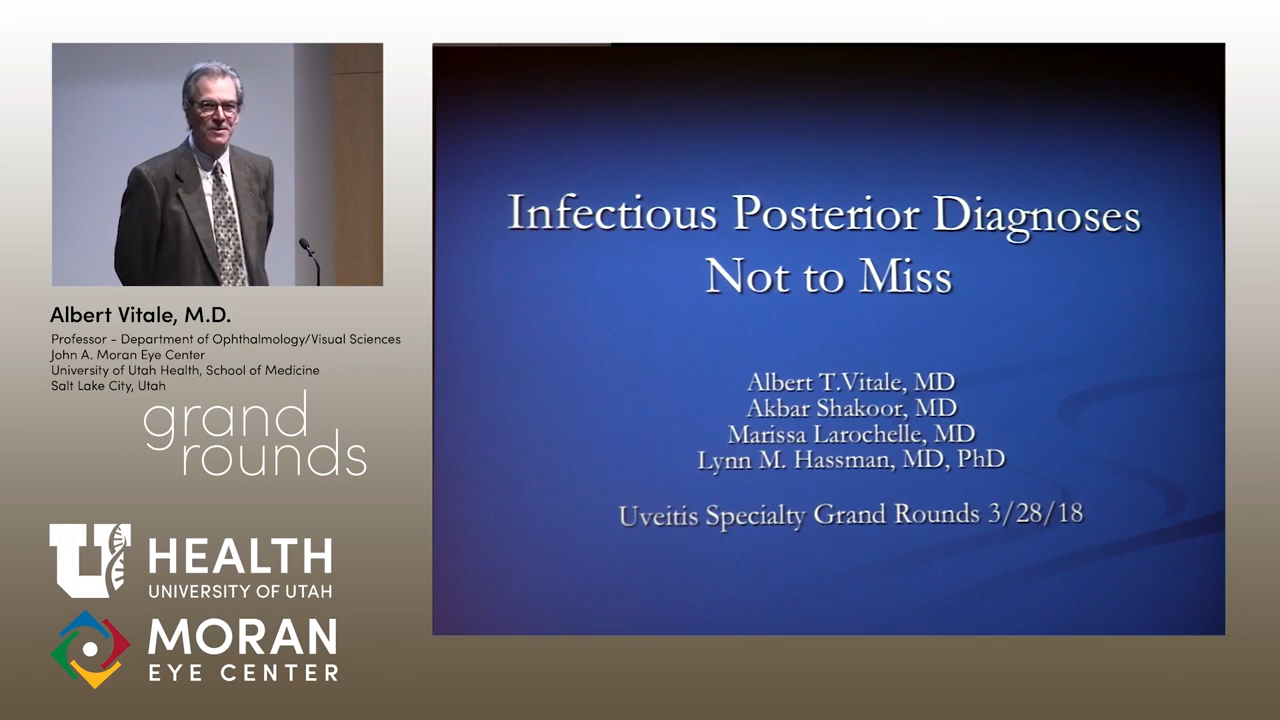 Albert Vitale, M.D.
Professor - Department of Ophthalmology/Visual Sciences
John A. Moran Eye Center
University of Utah Health, School of Medicine
Salt Lake City, Utah
grand
rounds
U HEALTH
UNIVERSITY OF UTAH
MORAN
EYE CENTER
Infectious Posterior Diagnoses
Not to Miss
Albert T.Vitale, MD
Akbar Shakoor, MD
Marissa Larochelle, MD
Lynn M. Hassman, MD, PhD
Uveitis Specialty Grand Rounds 3/28/18